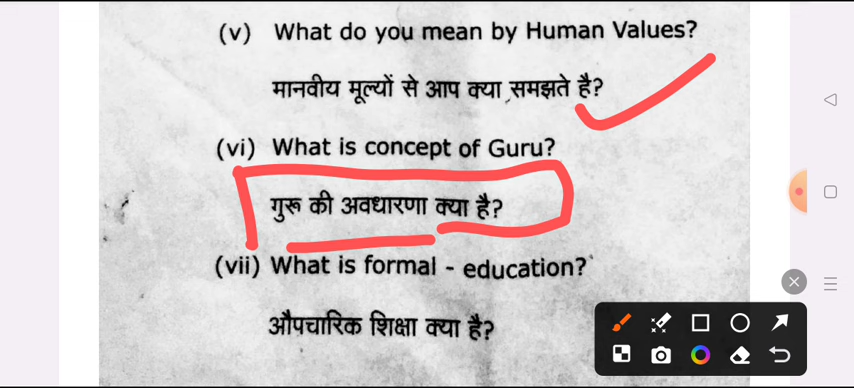 (v) What do you mean by Human Values?
मानवीय मूल्यों से आप क्या समझते है?
(vi) What is concept of Guru?
गुरू की अवधारणा क्या है?
(vii) What is formal - education?
औपचारिक शिक्षा क्या है?